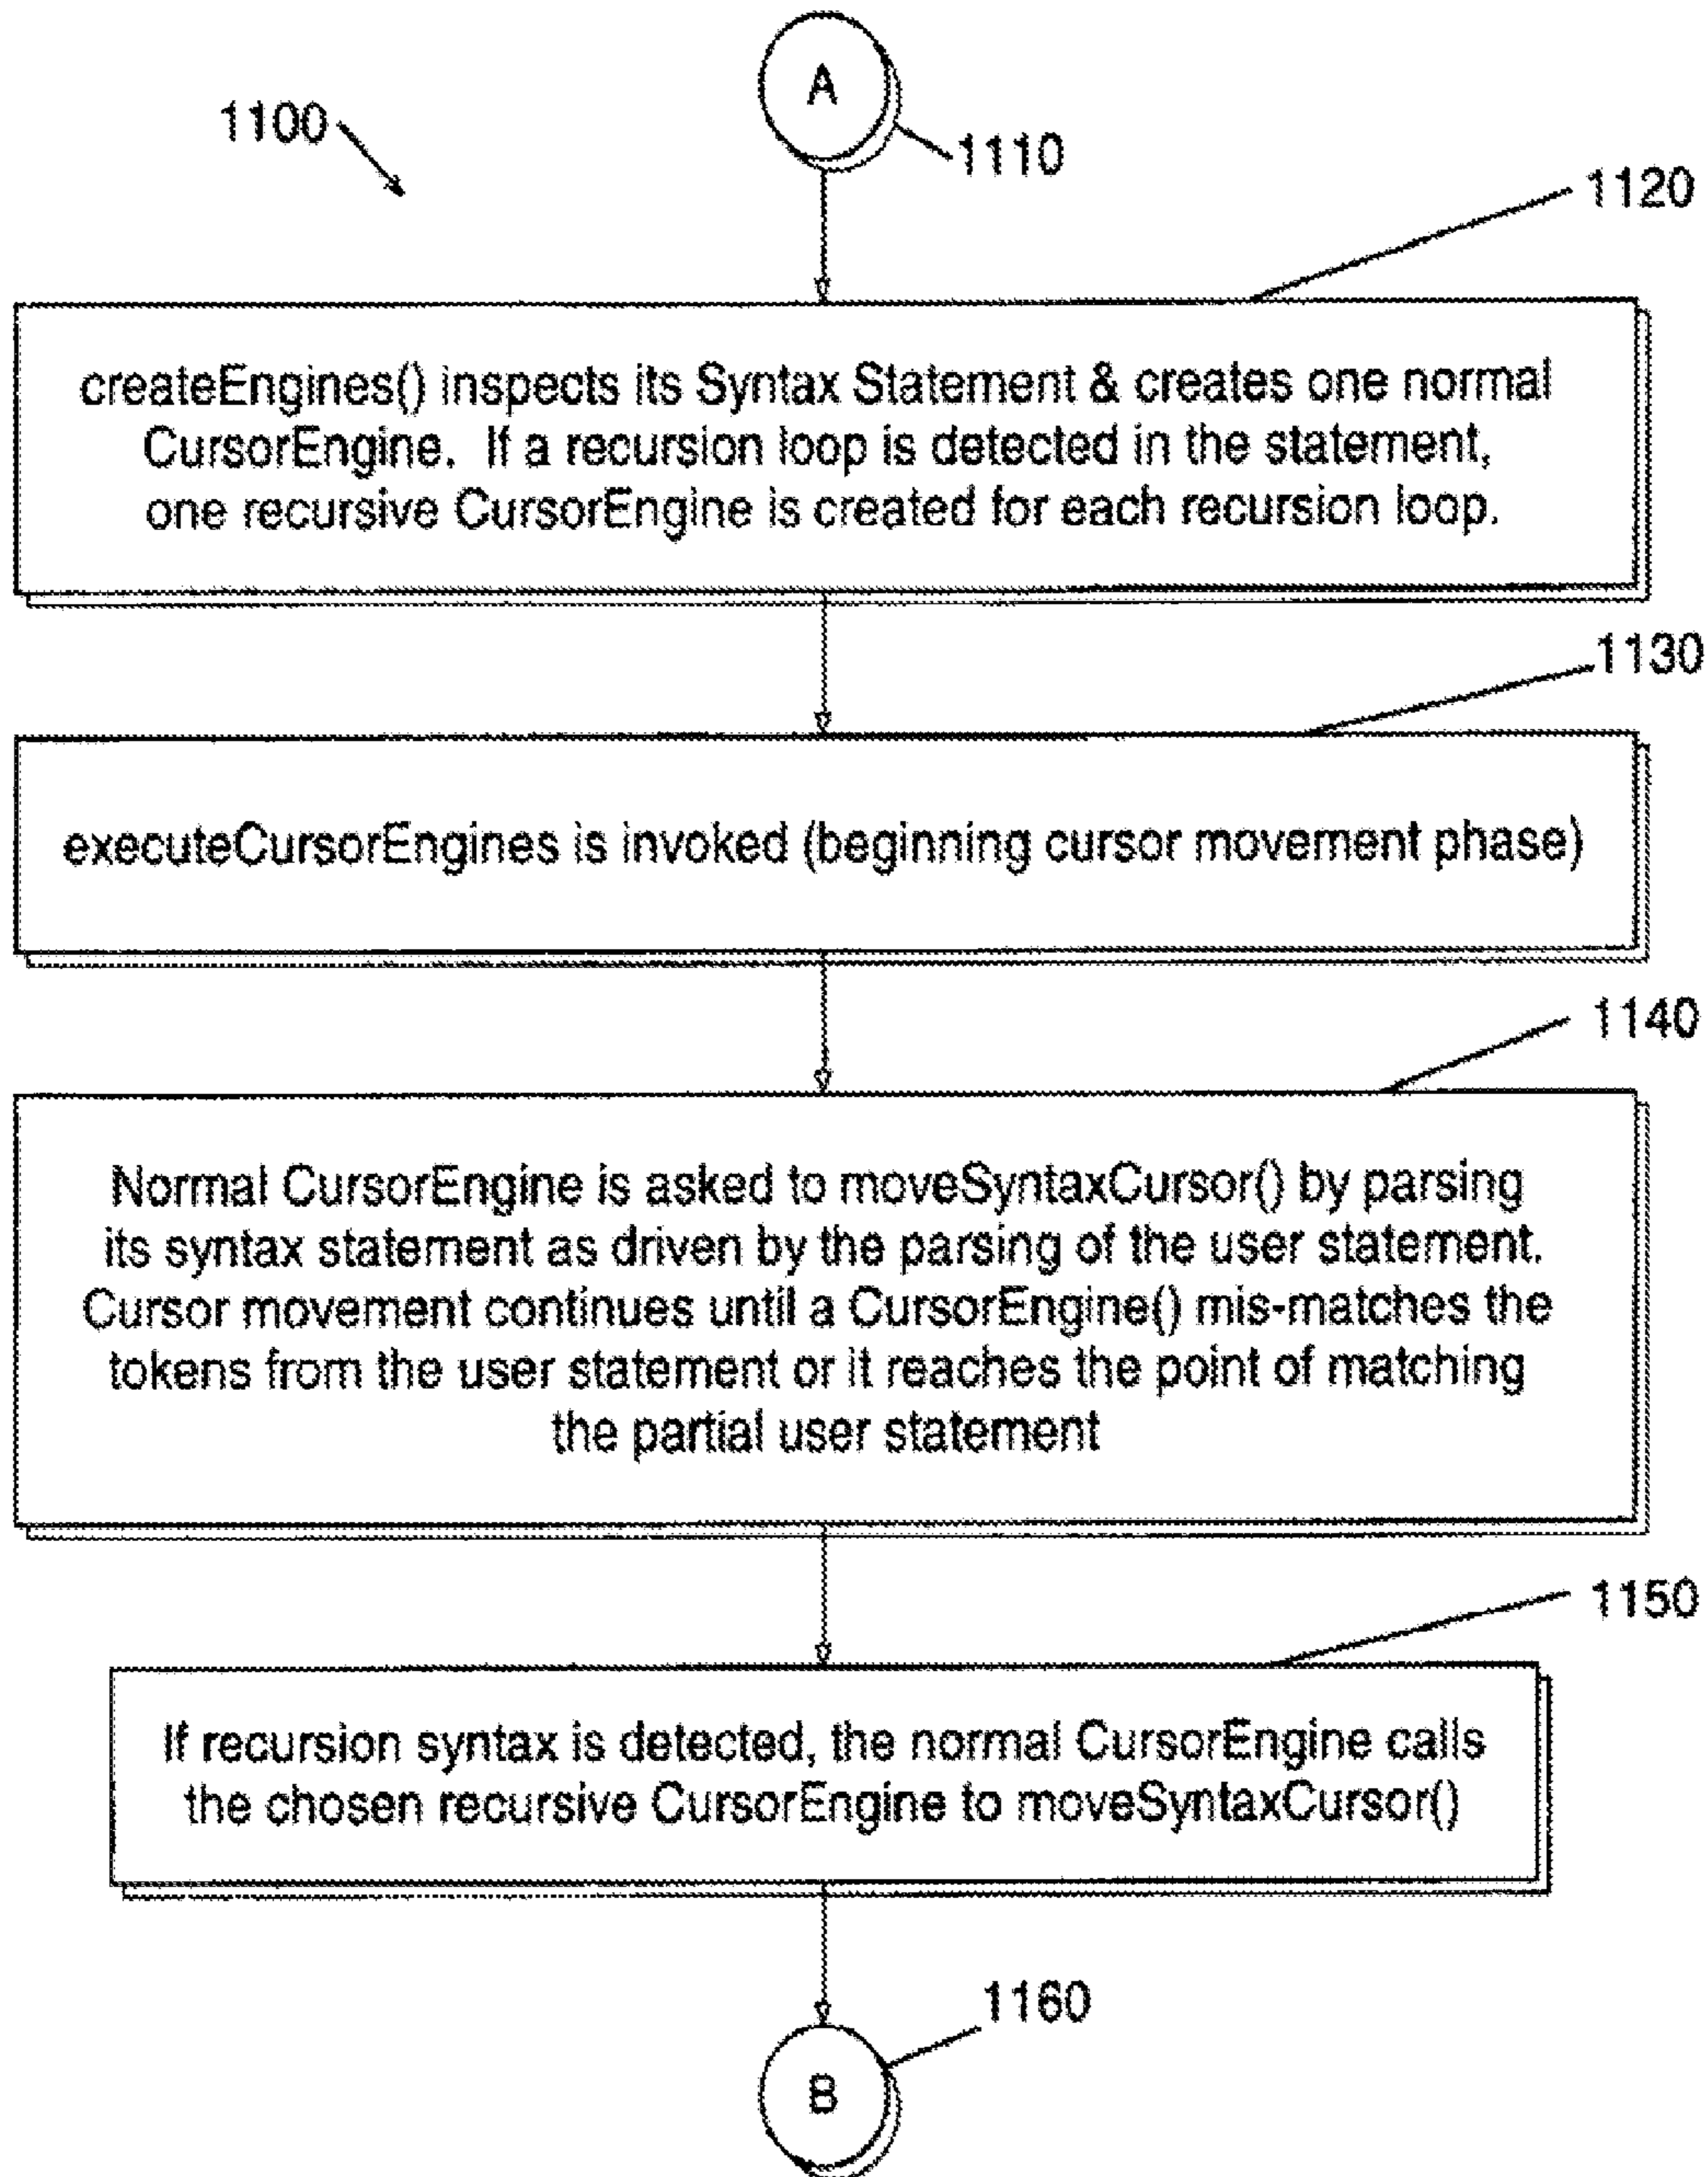 A
1100
1110
1120
createEngines() inspects its Syntax Statement & creates one normal
CursorEngine. If a recursion loop is detected in the statement,
one recursive CursorEngine is created for each recursion loop.
1130
executeCursorEngines is invoked (beginning cursor movement phase)
1140
Normal CursorEngine is asked to moveSyntaxCursor() by parsing
its syntax statement as driven by the parsing of the user statement.
Cursor movement continues until a CursorEngine() mis-matches the
tokens from the user statement or it reaches the point of matching
the partial user statement
1150
If recursion syntax is detected, the normal CursorEngine calls
the chosen recursive CursorEngine to moveSyntaxCursor()
1160
B